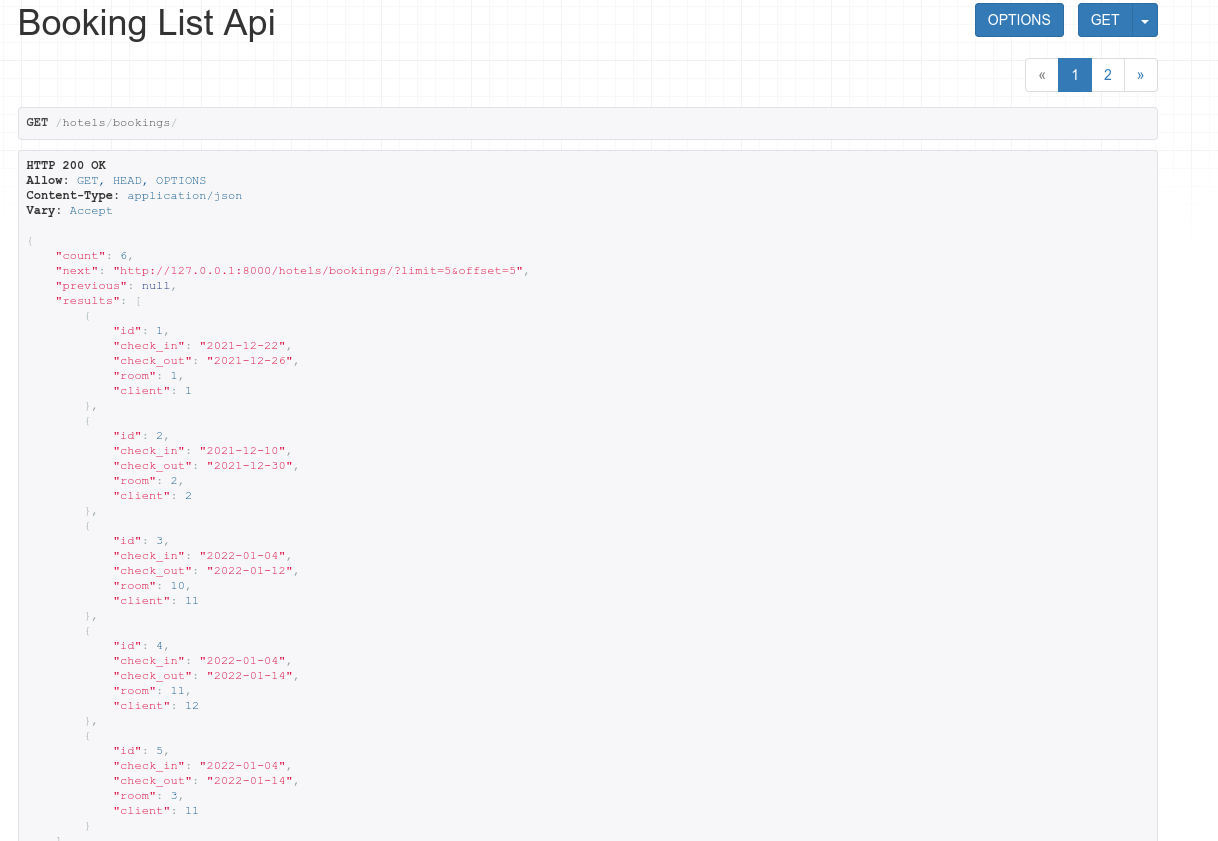 Booking List Api
OPTIONS GET
« 1 2 »
GET /hotels/bookings/
HTTP 200 OK
Allow: GET, HEAD, OPTIONS
Content-Type: application/json
Vary: Accept
{
    "count": 6,
    "next": "http://127.0.0.1:8000/hotels/bookings/?limit=5&offset=5",
    "previous": null,
    "results": [
        {
            "id": 1,
            "check_in": "2021-12-22",
            "check_out": "2021-12-26",
            "room": 1,
            "client": 1
        },
        {
            "id": 2,
            "check_in": "2021-12-10",
            "check_out": "2021-12-30",
            "room": 2,
            "client": 2
        },
        {
            "id": 3,
            "check_in": "2022-01-04",
            "check_out": "2022-01-12",
            "room": 10,
            "client": 11
        },
        {
            "id": 4,
            "check_in": "2022-01-04",
            "check_out": "2022-01-14",
            "room": 11,
            "client": 12
        },
        {
            "id": 5,
            "check_in": "2022-01-04",
            "check_out": "2022-01-14",
            "room": 3,
            "client": 11
        }
    ]